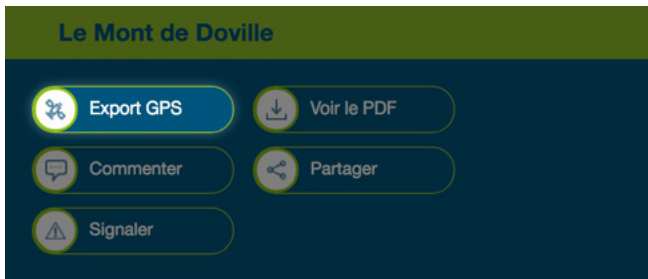 Le Mont de Doville
Export GPS
Voir le PDF
Commenter
Partager
Signaler